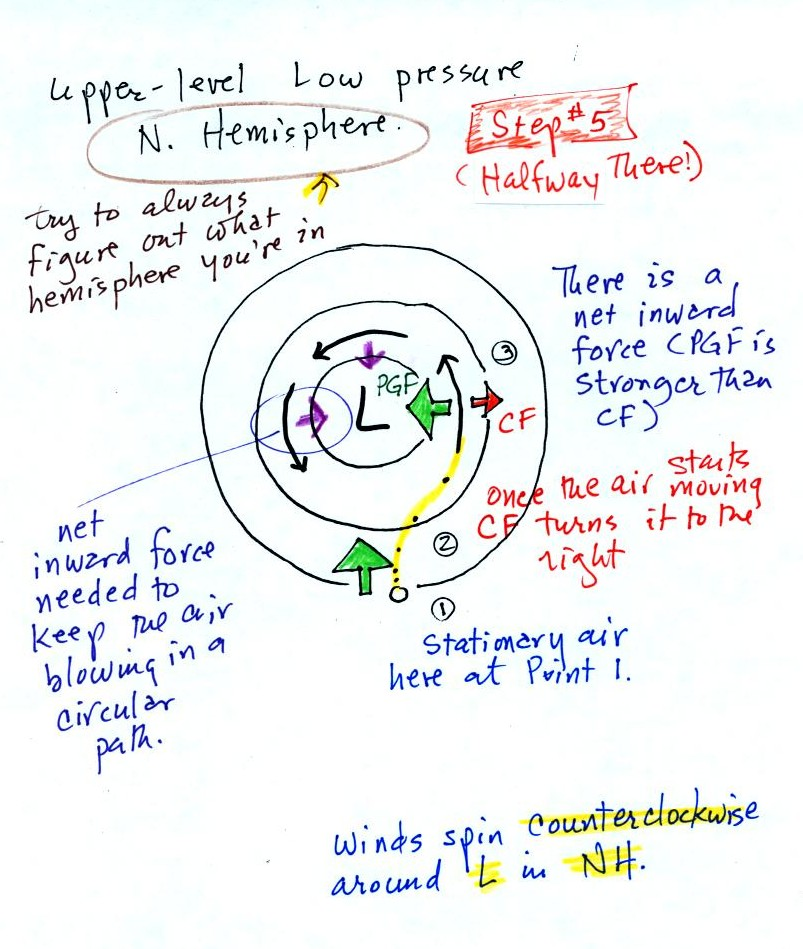 Upper-level Low pressure
N. Hemisphere.
Step #5
(Halfway There!)
try to always
figure out what
hemisphere you're in
There is a
net inward
force (PGF is
stronger than
CF)
③
PGF
L
CF
once the air starts moving
CF turns it to the
right
②
①
Stationary air
here at Point 1.
net
inward force
needed to
keep the air
blowing in a
circular
path.
Winds spin counterclockwise
around L in NH.